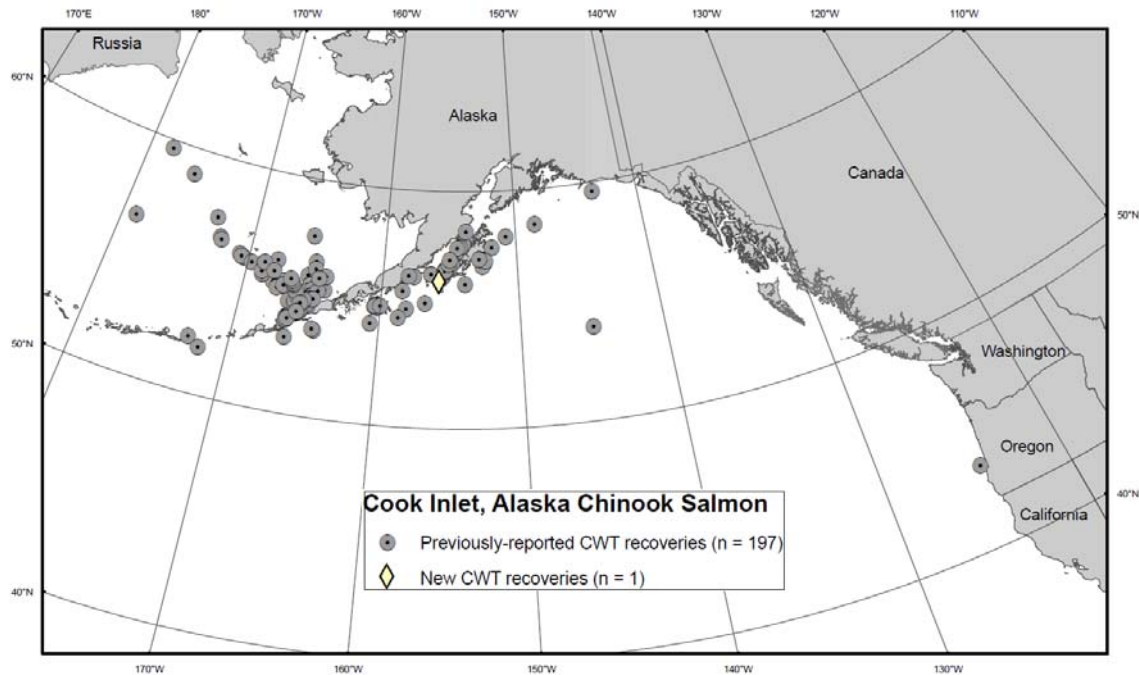 170°E 180° 170°W 160°W 150°W 140°W 130°W 120°W 110°W
Russia
60°N
Alaska
Canada
50°N
50°N
Washington
Oregon
40°N
California
Cook Inlet, Alaska Chinook Salmon
Previously-reported CWT recoveries (n = 197)
New CWT recoveries (n = 1)
40°N
170°W 160°W 150°W 140°W 130°W